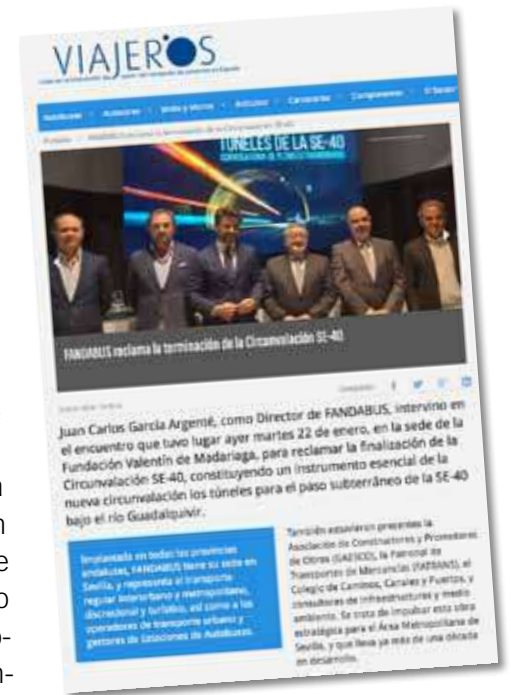 VIAJEROS
Autobuses
Autocares
Artículos
Carroceros
Componentes
TÚNELES DE LA SE-40
FANDABUS reclama la terminación de la Circunvalación SE-40
Juan Carlos García Argenté, como Director de FANDABUS, intervino en
el encuentro que tuvo lugar ayer martes 22 de enero, en la sede de la
Fundación Valentín de Madariaga, para reclamar la finalización de la
Circunvalación SE-40, constituyendo un instrumento esencial de la
nueva circunvalación los túneles para el paso subterráneo de la SE-40
bajo el río Guadalquivir.
Implantada en todas las provincias
andaluzas, FANDABUS tiene su sede en
Sevilla, y representa el transporte
regular interurbano y metropolitano,
discrecional y turístico, así como a los
operadores de transporte urbano y
gestores de Estaciones de Autobuses.
También estuvieron presentes la
Asociación de Constructores y Promotores
de Obras (GAESCO), la Patronal de
Transportes de Mercancías (FATRANS), el
Colegio de Caminos, Canales y Puertos, y
consultores de infraestructuras y medio
ambiente. Se trata de impulsar esta obra
estratégica para el Área Metropolitana de
Sevilla, y que lleva ya más de una década
en desarrollo.